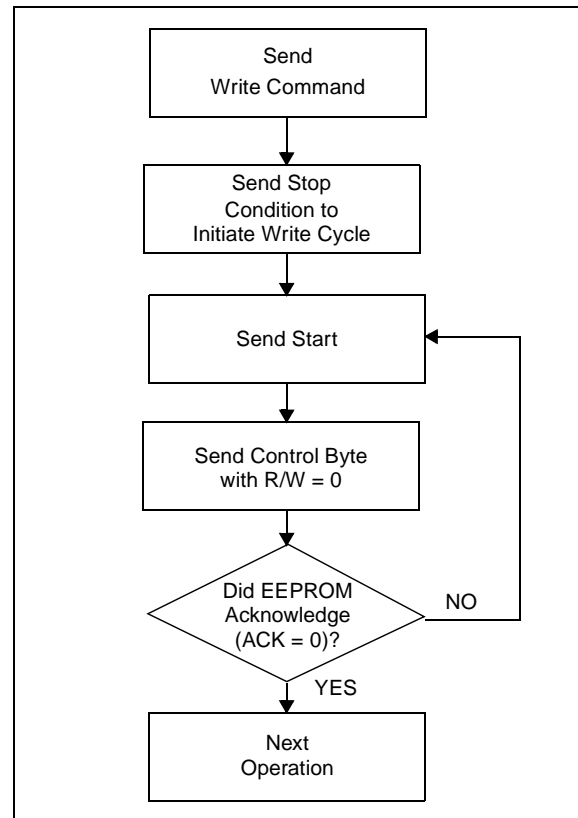 Send
Write Command
Send Stop
Condition to
Initiate Write Cycle
Send Start
Send Control Byte
with R/W = 0
Did EEPROM
Acknowledge
(ACK = 0)?
NO
YES
Next
Operation